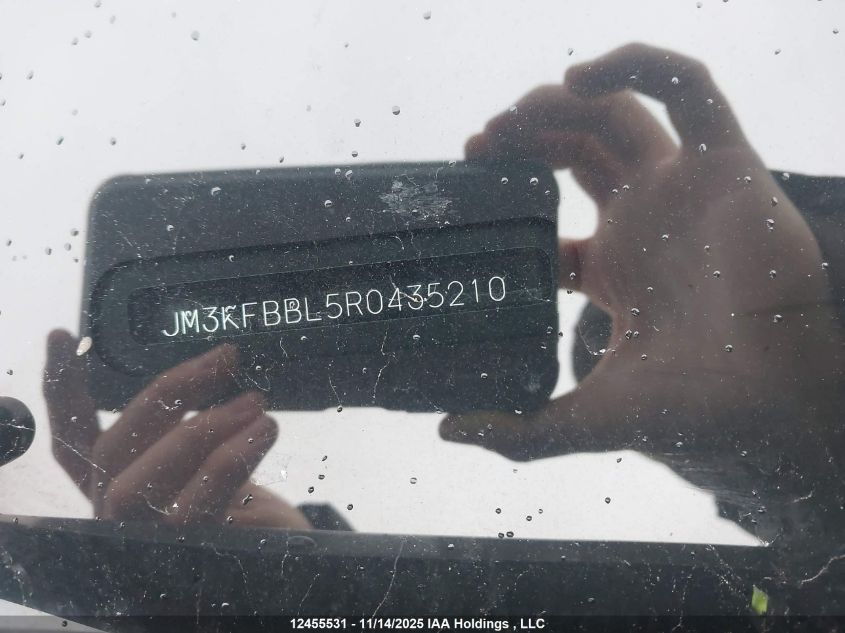 JM3KFBBL5R0435210
12455531 - 11/14/2025 IAA Holdings , LLC